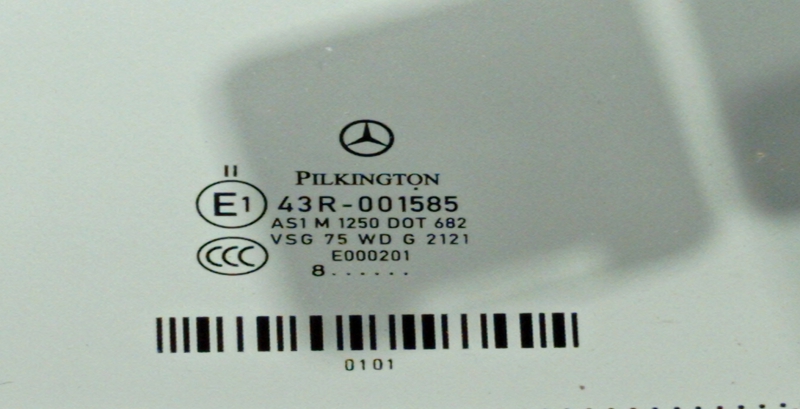 PILKINGTON
II
E1 43R-001585
AS1 M 1250 DOT 682
VSG 75 WD G 2121
CCC E000201
8......
0101